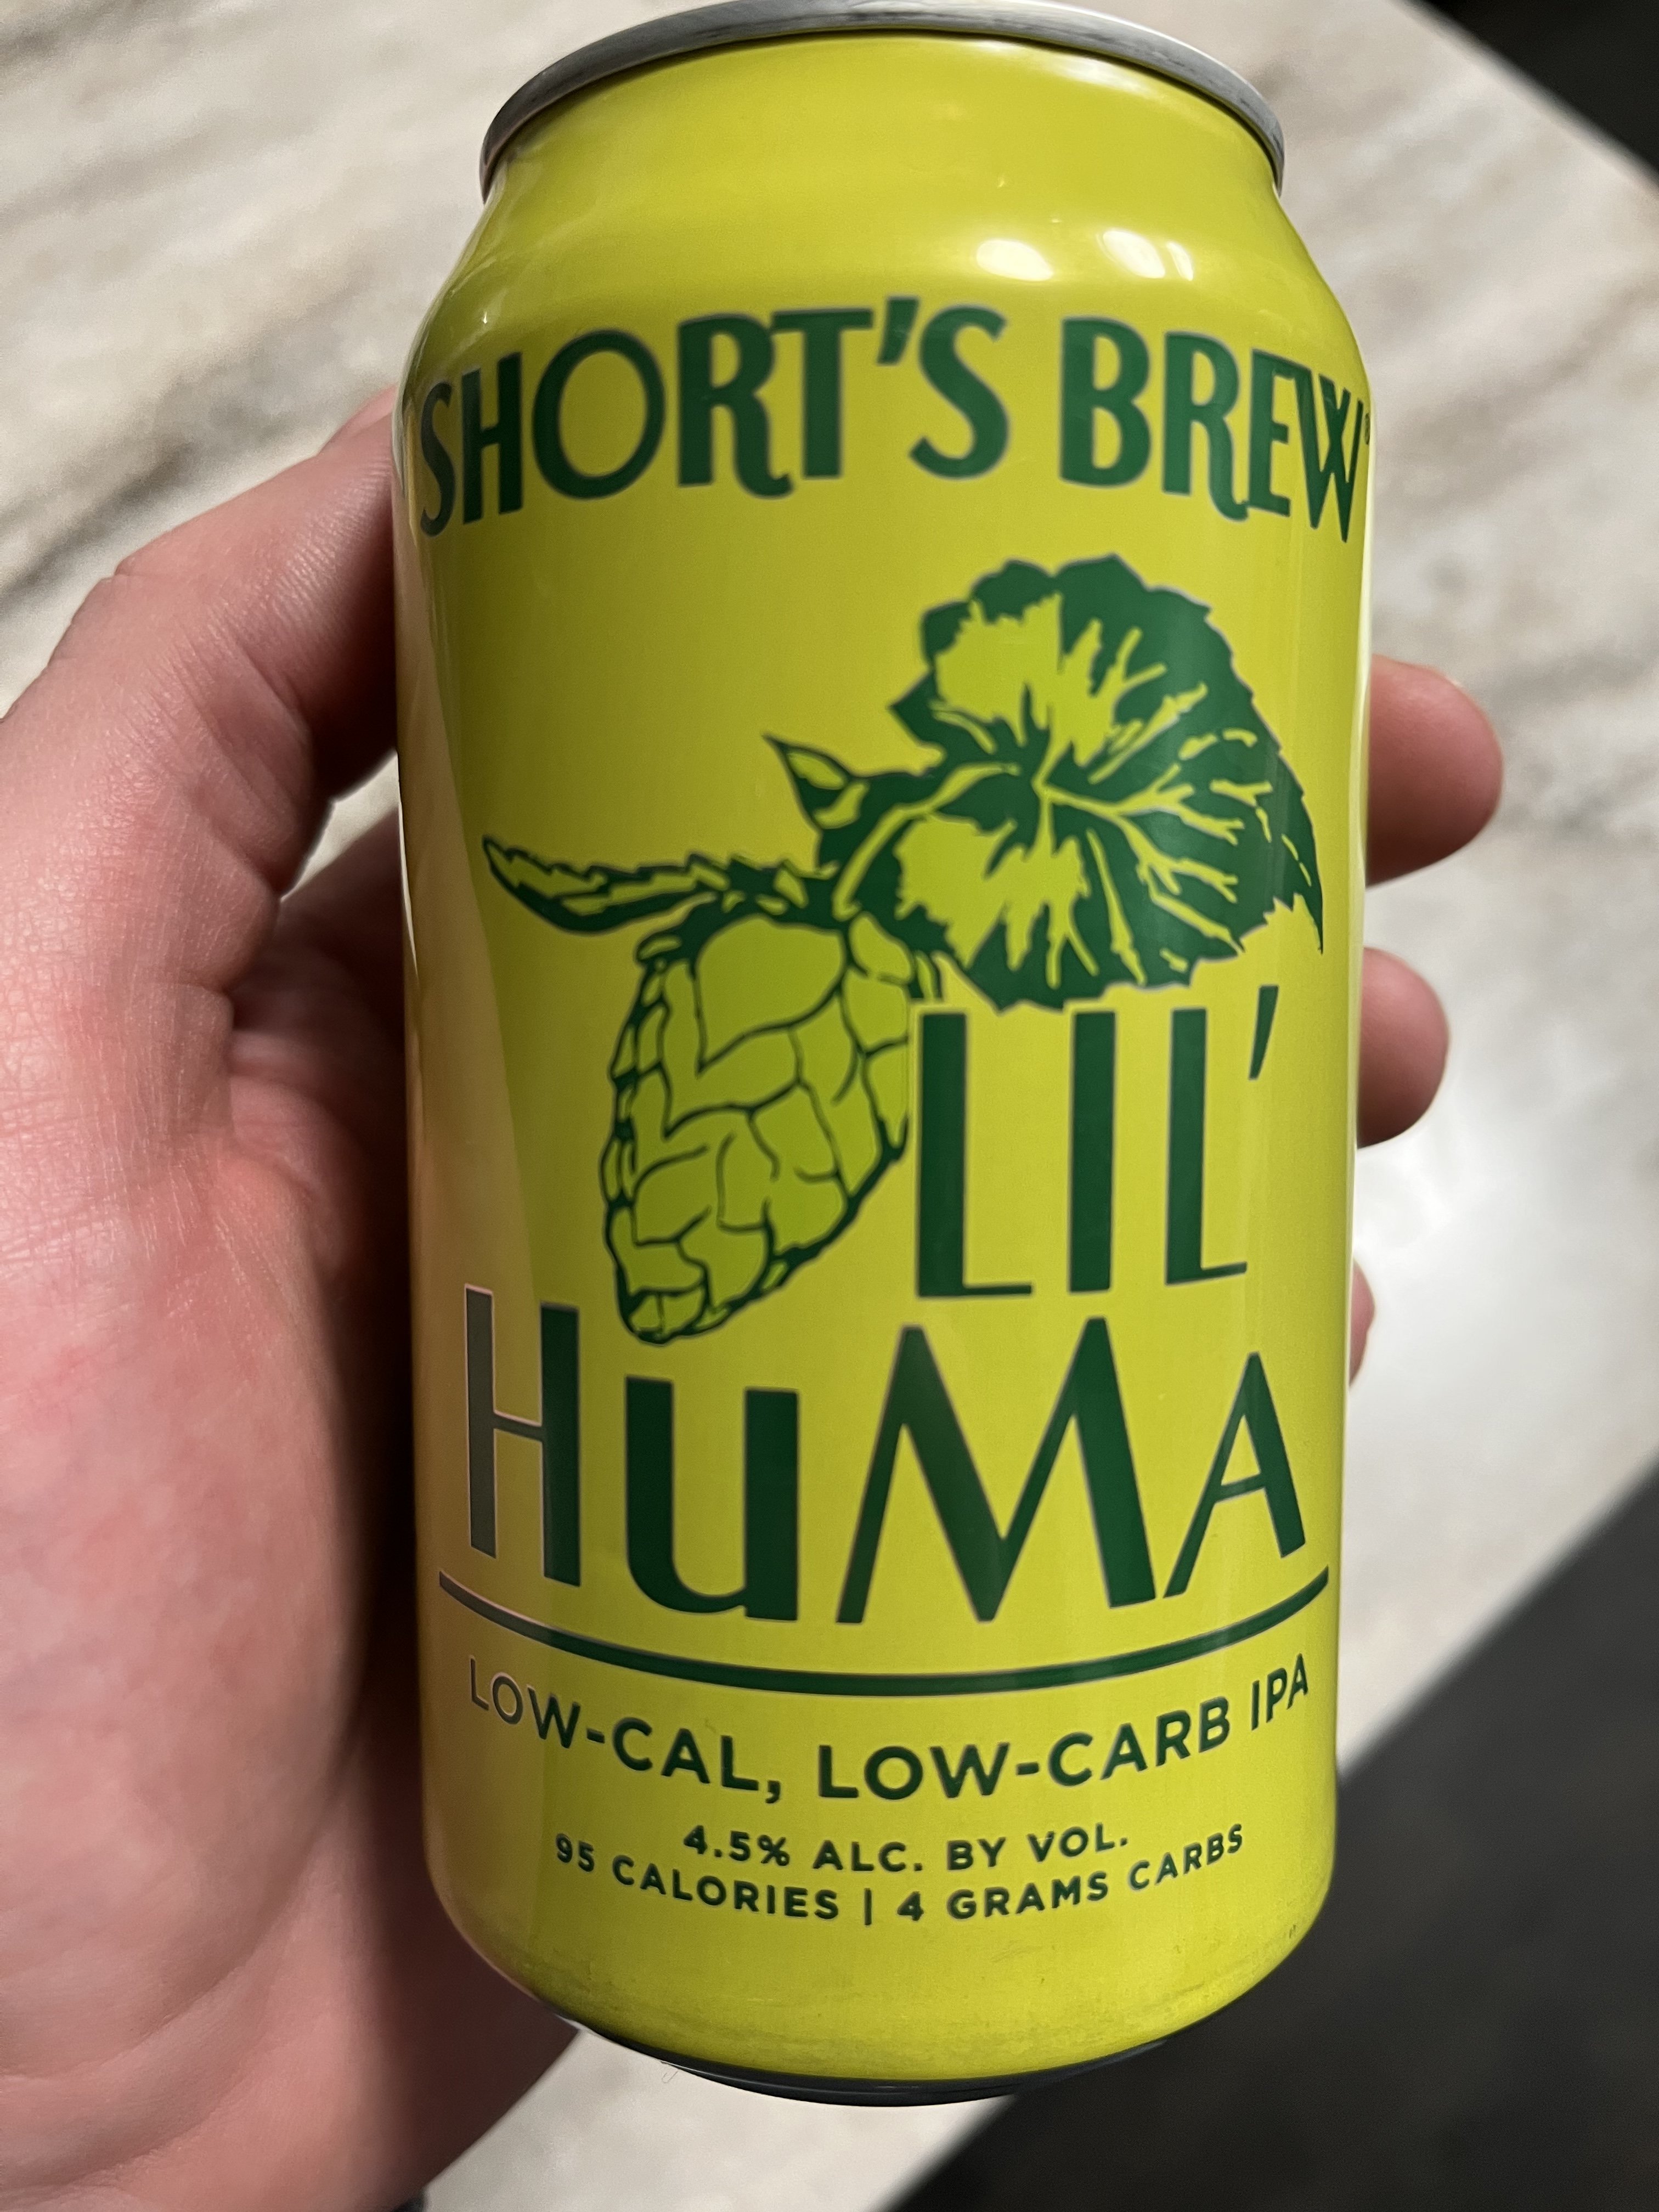 SHORT'S BREW®
LIL'
HuMA
LOW-CAL, LOW-CARB IPA
4.5% ALC. BY VOL.
95 CALORIES | 4 GRAMS CARBS